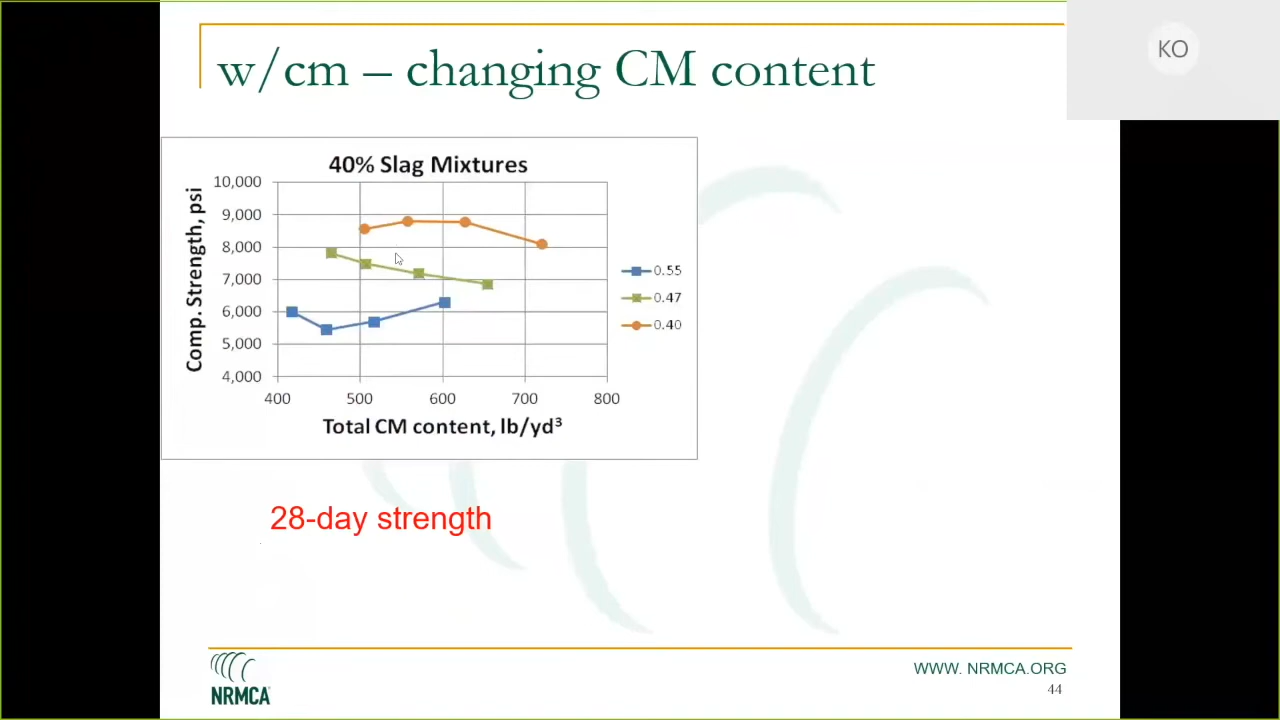 KO
w/cm – changing CM content
40% Slag Mixtures
Comp. Strength, psi
10,000
9,000
8,000
7,000
6,000
5,000
4,000
400 500 600 700 800
Total CM content, lb/yd³
0.55
0.47
0.40
28-day strength
NRMCA
WWW. NRMCA.ORG
44